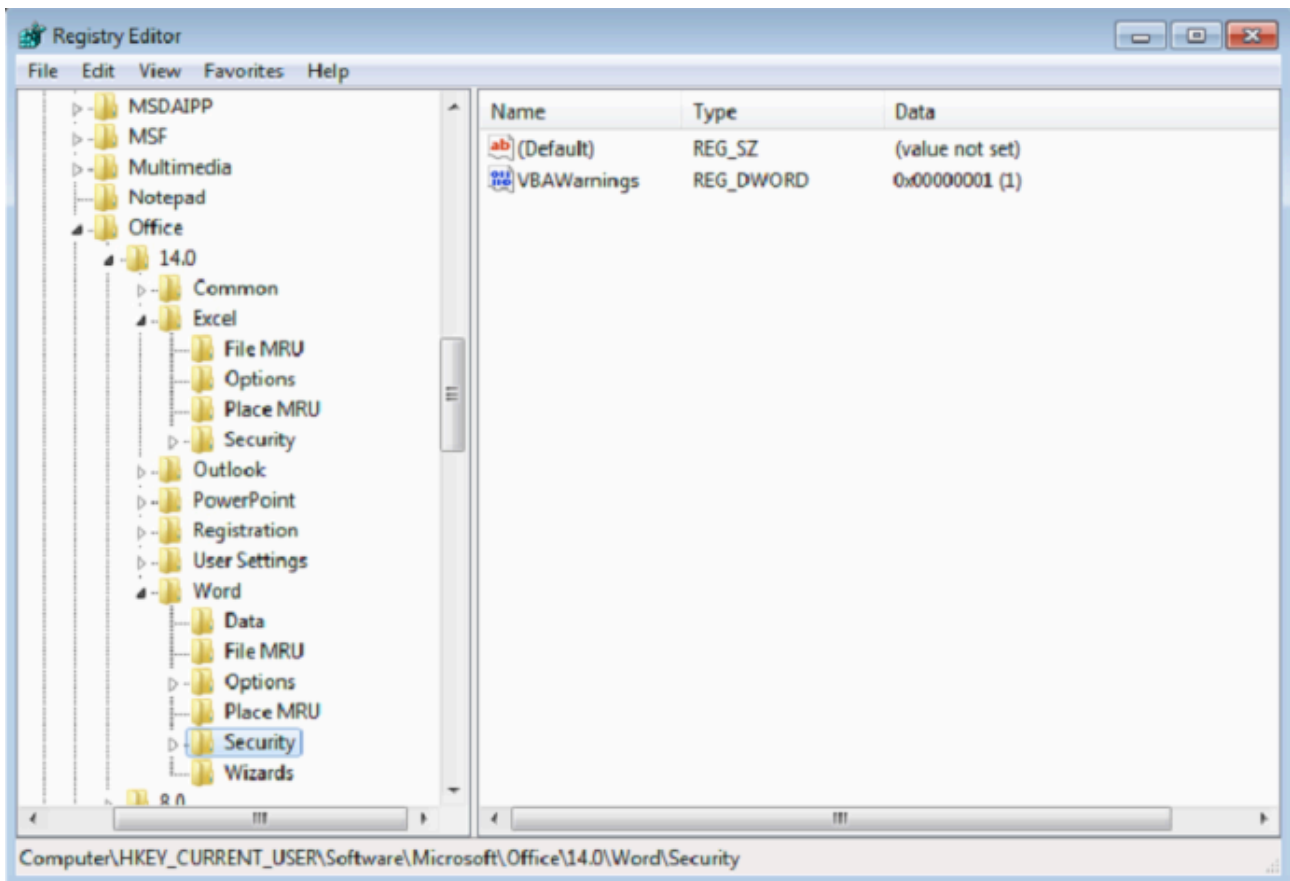 Registry Editor
File Edit View Favorites Help
MSDAIPP
MSF
Multimedia
Notepad
Office
14.0
Common
Excel
File MRU
Options
Place MRU
Security
Outlook
PowerPoint
Registration
User Settings
Word
Data
File MRU
Options
Place MRU
Security
Wizards
8.0
Name Type Data
(Default) REG_SZ (value not set)
VBAWarnings REG_DWORD 0x00000001 (1)
Computer\HKEY_CURRENT_USER\Software\Microsoft\Office\14.0\Word\Security